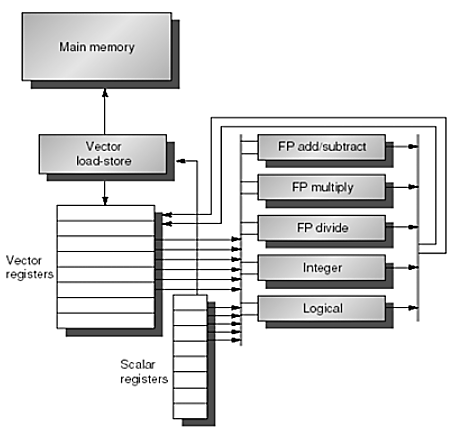 Main memory
Vector
load-store
FP add/subtract
FP multiply
FP divide
Vector
registers
Integer
Logical
Scalar
registers